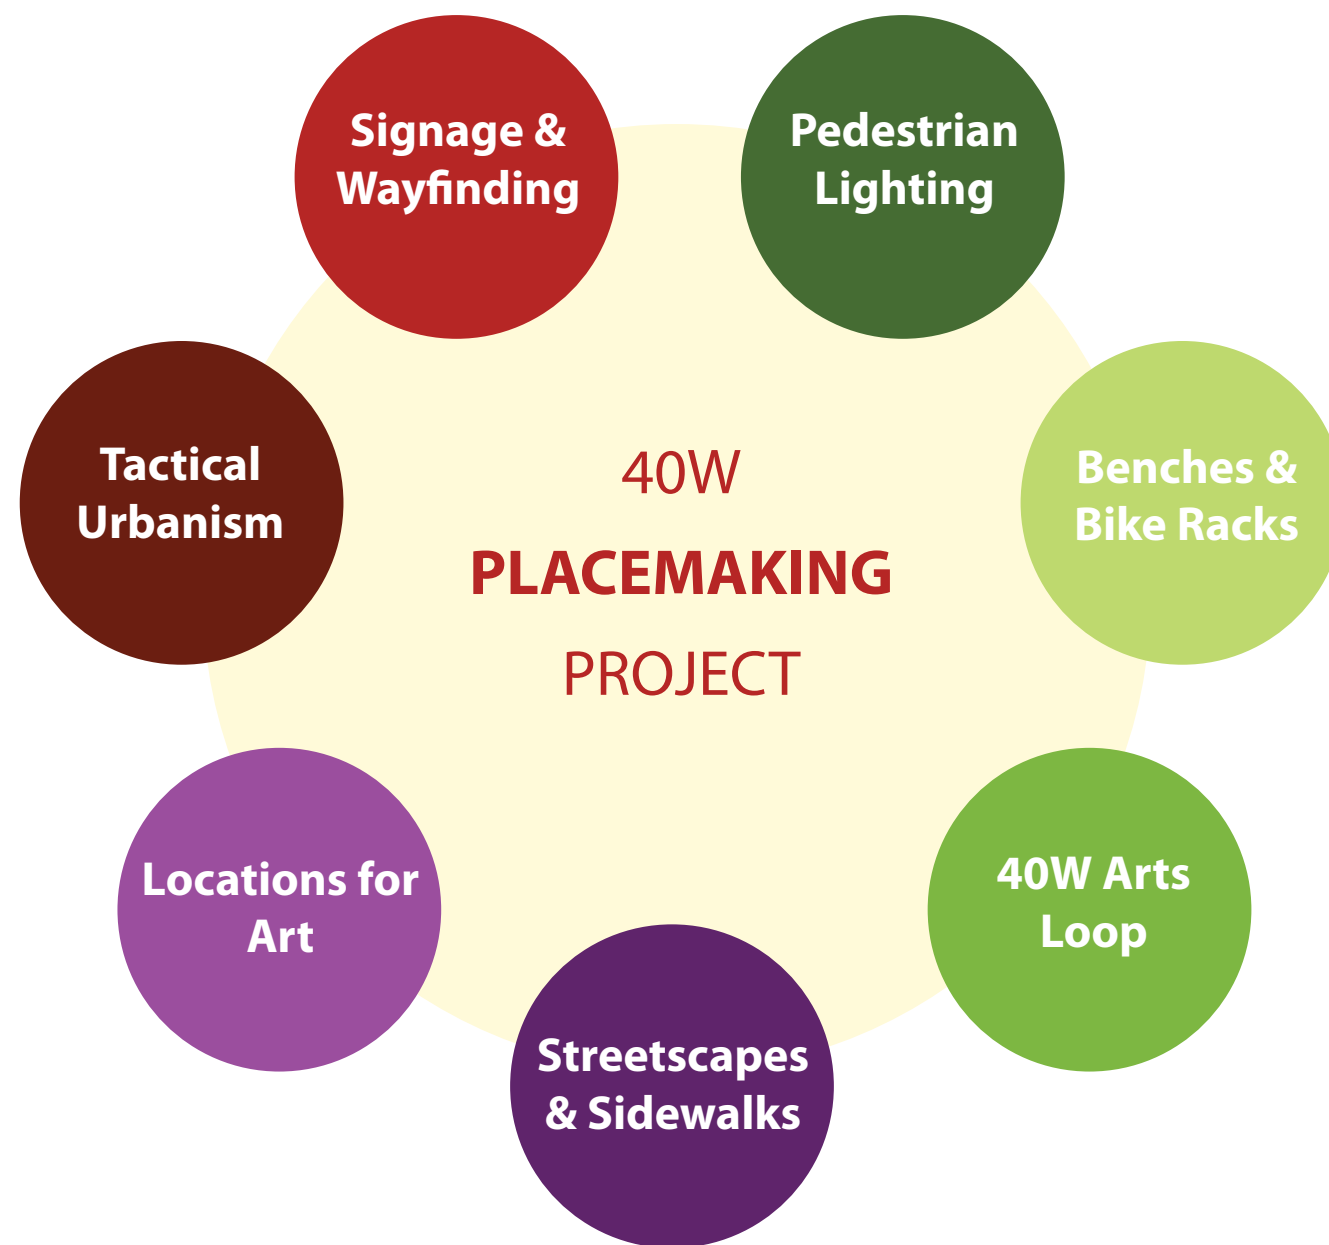 Signage &
Wayfinding
Pedestrian
Lighting
Tactical
Urbanism
Benches &
Bike Racks
40W
PLACEMAKING
PROJECT
Locations for
Art
40W Arts
Loop
Streetscapes
& Sidewalks